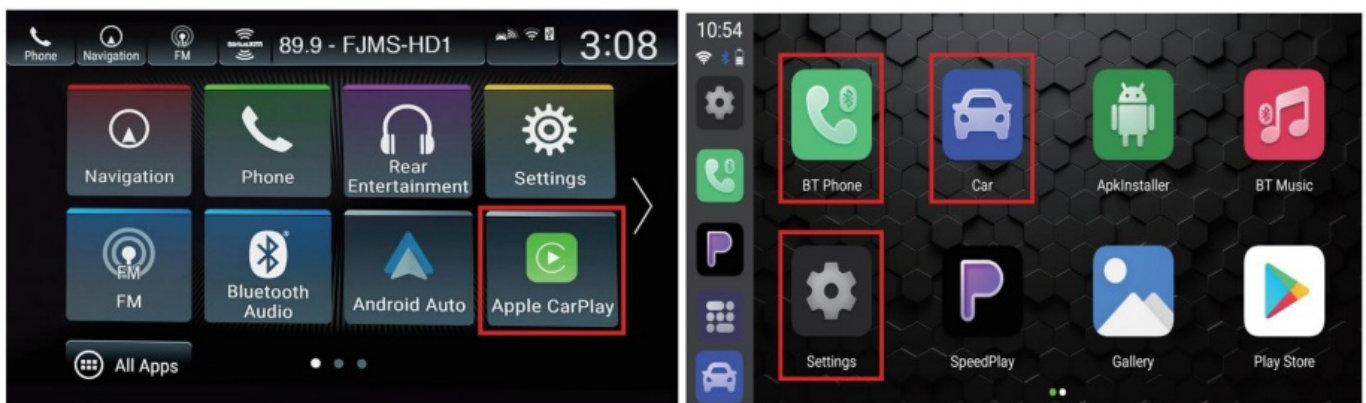 Phone
Navigation
FM
SiriusXM
89.9 - FJMS-HD1
3:08
Navigation
Phone
Rear
Entertainment
Settings
FM
FM
Bluetooth
Audio
Android Auto
Apple CarPlay
All Apps
10:54
BT Phone
Car
ApkInstaller
BT Music
Settings
SpeedPlay
Gallery
Play Store